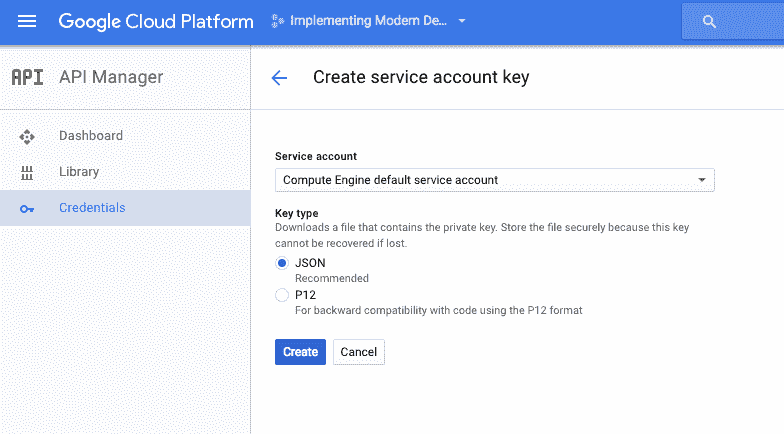 Google Cloud Platform
Implementing Modern De...
API API Manager
Create service account key
Dashboard
Library
Credentials
Service account
Compute Engine default service account
Key type
Downloads a file that contains the private key. Store the file securely because this key
cannot be recovered if lost.
JSON
Recommended
P12
For backward compatibility with code using the P12 format
Create
Cancel